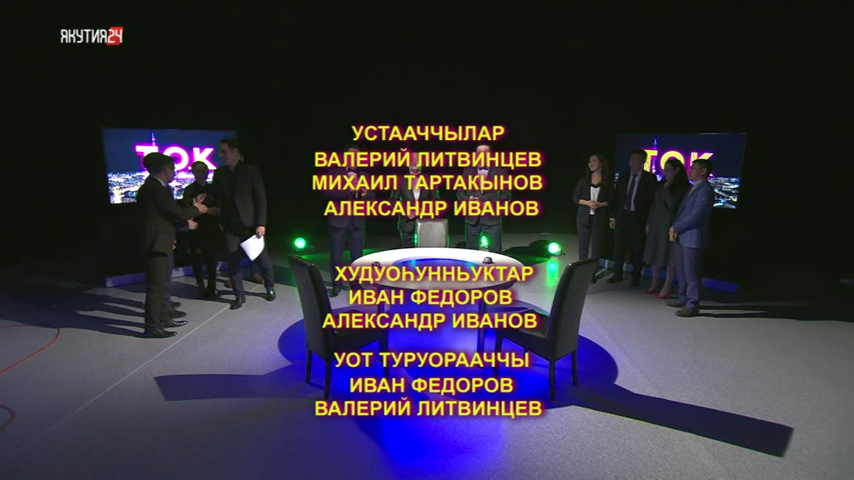 ЯКУТИЯ24
ТОК
ТОК
УСТААЧЧЫЛАР
ВАЛЕРИЙ ЛИТВИНЦЕВ
МИХАИЛ ТАРТАКЫНОВ
АЛЕКСАНДР ИВАНОВ
ХУДУОҺУННЬУКТАР
ИВАН ФЕДОРОВ
АЛЕКСАНДР ИВАНОВ
УОТ ТУРУОРААЧЧЫ
ИВАН ФЕДОРОВ
ВАЛЕРИЙ ЛИТВИНЦЕВ